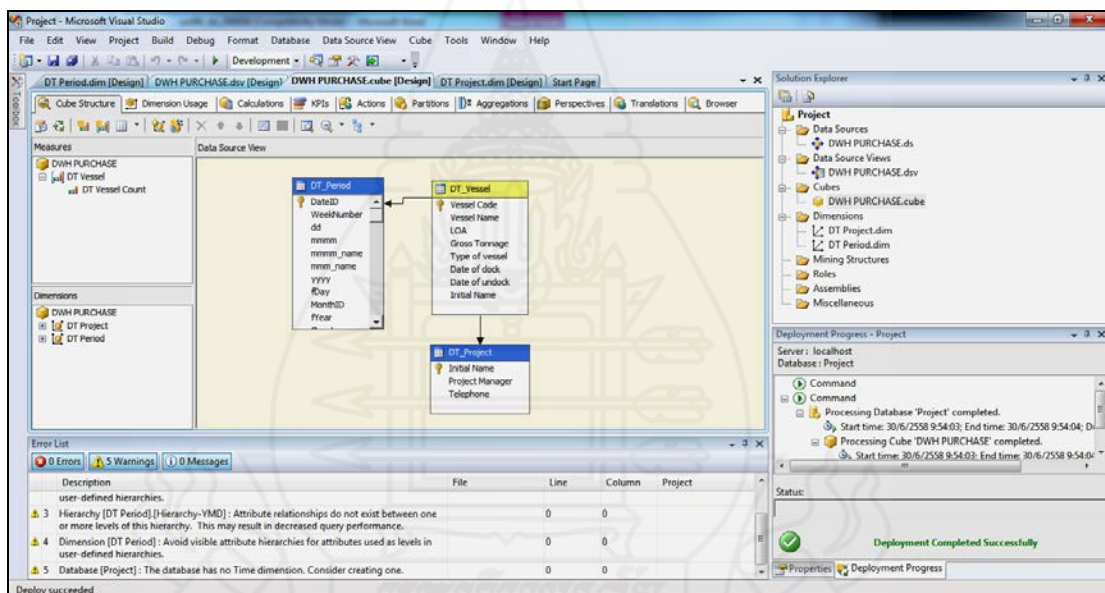 Project - Microsoft Visual Studio
File Edit View Project Build Debug Format Database Data Source View Cube Tools Window Help
Development
DT Period.dim [Design] DWH PURCHASE.dsv [Design] DWH PURCHASE.cube [Design] DT Project.dim [Design] Start Page
Cube Structure Dimension Usage Calculations KPIs Actions Partitions Aggregations Perspectives Translations Browser
Toolbox
Measures
DWH PURCHASE
DT Vessel
DT Vessel Count
Dimensions
DWH PURCHASE
DT Project
DT Period
Data Source View
DT_Period
DateID
WeekNumber
dd
mmmm
mmmm_name
mmm_name
yyyy
fDay
MonthID
fYear
DT_Vessel
Vessel Code
Vessel Name
LOA
Gross Tonnage
Type of vessel
Date of dock
Date of undock
Initial Name
DT_Project
Initial Name
Project Manager
Telephone
Error List
0 Errors 5 Warnings 0 Messages
Description File Line Column Project
user-defined hierarchies.
3 Hierarchy [DT Period].[Hierarchy-YMD] : Attribute relationships do not exist between one 0 0
or more levels of this hierarchy. This may result in decreased query performance.
4 Dimension [DT Period] : Avoid visible attribute hierarchies for attributes used as levels in 0 0
user-defined hierarchies.
5 Database [Project] : The database has no Time dimension. Consider creating one. 0 0
Deploy succeeded
Solution Explorer
Project
Data Sources
DWH PURCHASE.ds
Data Source Views
DWH PURCHASE.dsv
Cubes
DWH PURCHASE.cube
Dimensions
DT Project.dim
DT Period.dim
Mining Structures
Roles
Assemblies
Miscellaneous
Deployment Progress - Project
Server : localhost
Database : Project
Command
Command
Processing Database 'Project' completed.
Start time: 30/6/2558 9:54:03; End time: 30/6/2558 9:54:04;
Processing Cube 'DWH PURCHASE' completed.
Start time: 30/6/2558 9:54:03; End time: 30/6/2558 9:54:04
Status:
Deployment Completed Successfully
Properties Deployment Progress